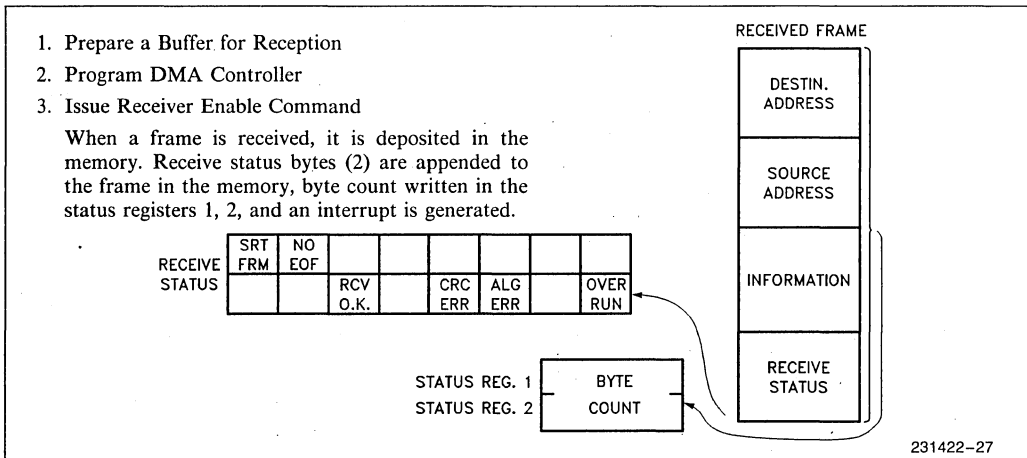 1. Prepare a Buffer for Reception
2. Program DMA Controller
3. Issue Receiver Enable Command
When a frame is received, it is deposited in the
memory. Receive status bytes (2) are appended to
the frame in the memory, byte count written in the
status registers 1, 2, and an interrupt is generated.
RECEIVE
STATUS
SRT
FRM
NO
EOF
RCV
O.K.
CRC
ERR
ALG
ERR
OVER
RUN
STATUS REG. 1
STATUS REG. 2
BYTE
COUNT
RECEIVED FRAME
DESTIN.
ADDRESS
SOURCE
ADDRESS
INFORMATION
RECEIVE
STATUS
231422-27